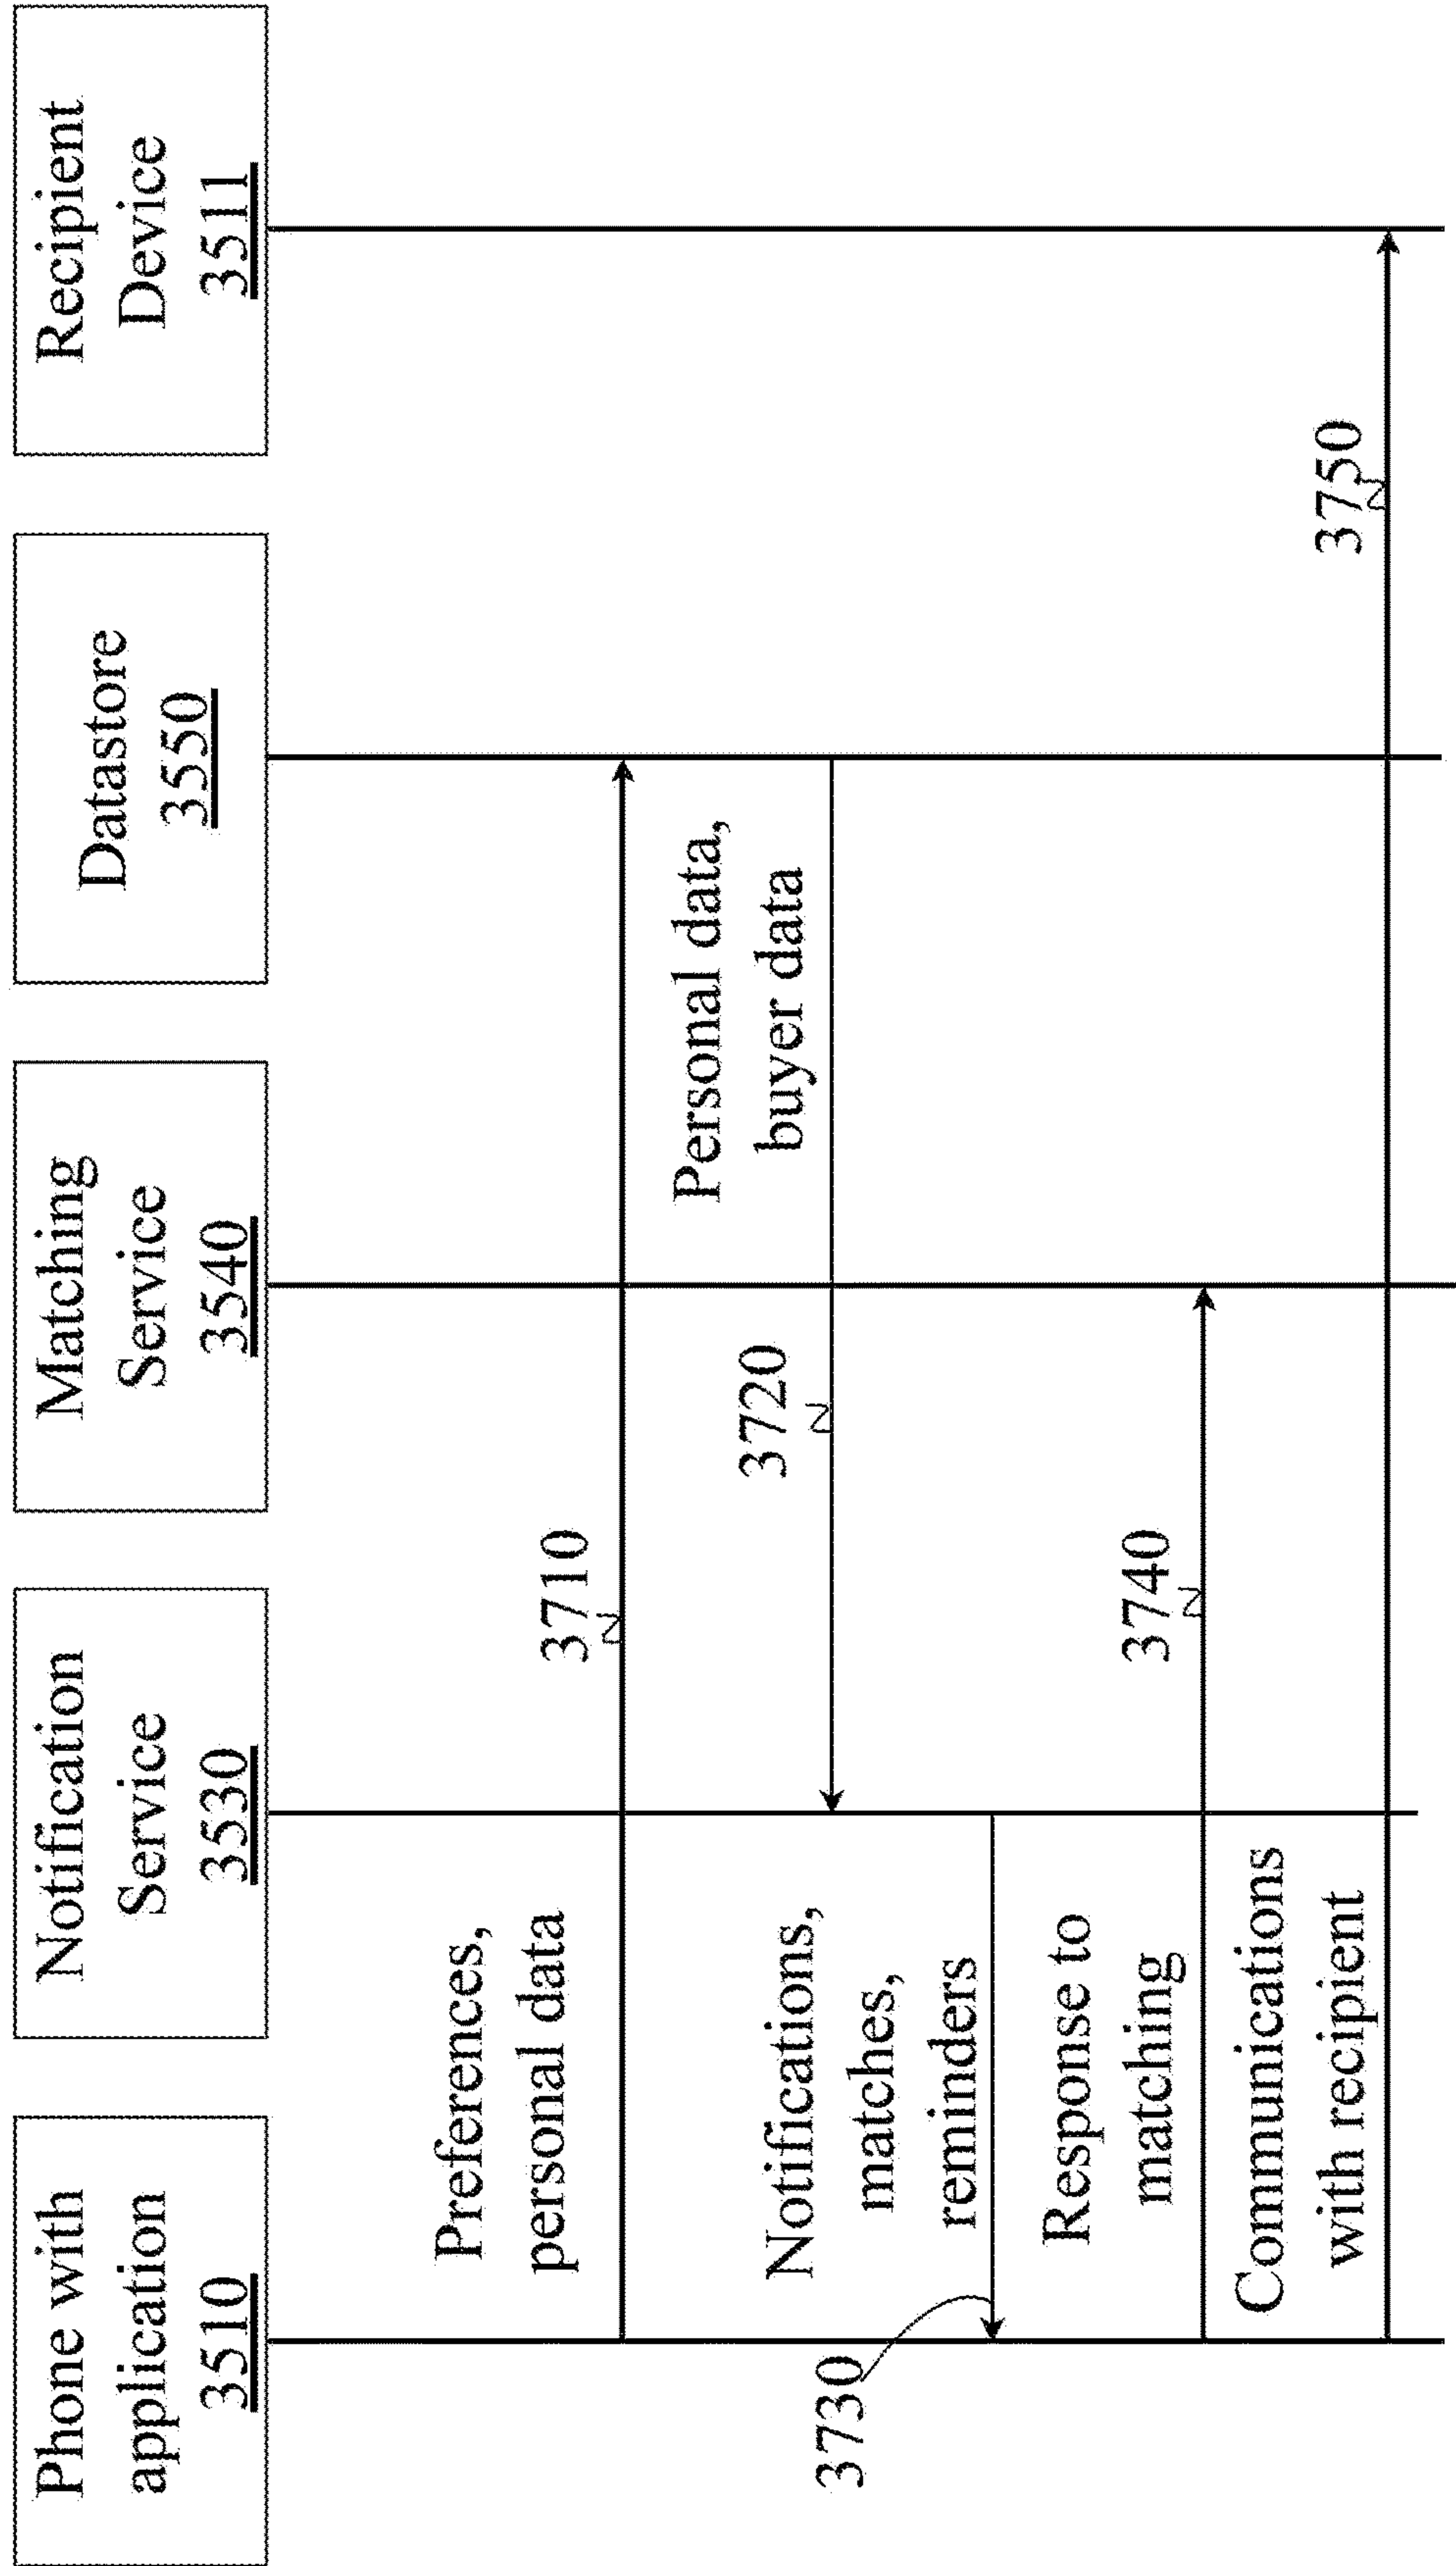 Phone with
application
3510
Notification
Service
3530
Matching
Service
3540
Datastore
3550
Recipient
Device
3511
Preferences,
personal data
3710
Personal data,
buyer data
3720
Notifications,
matches,
reminders
3730
Response to
matching
3740
Communications
with recipient
3750